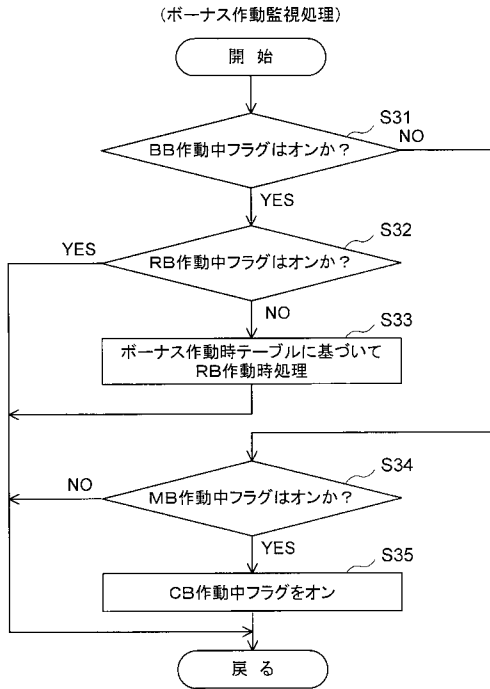 (ボーナス作動監視処理)
開 始
S31
BB作動中フラグはオンか？
NO
YES
S32
YES
RB作動中フラグはオンか？
NO
S33
ボーナス作動時テーブルに基づいて
RB作動時処理
S34
NO
MB作動中フラグはオンか？
YES
S35
CB作動中フラグをオン
戻 る